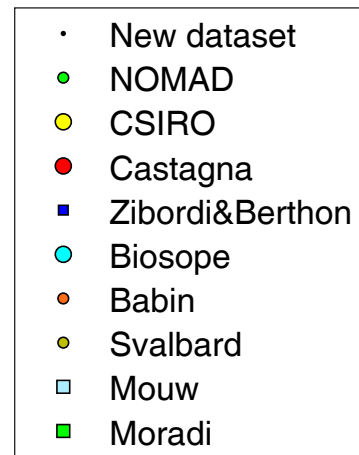 New dataset
NOMAD
CSIRO
Castagna
Zibordi&Berthon
Biosope
Babin
Svalbard
Mouw
Moradi